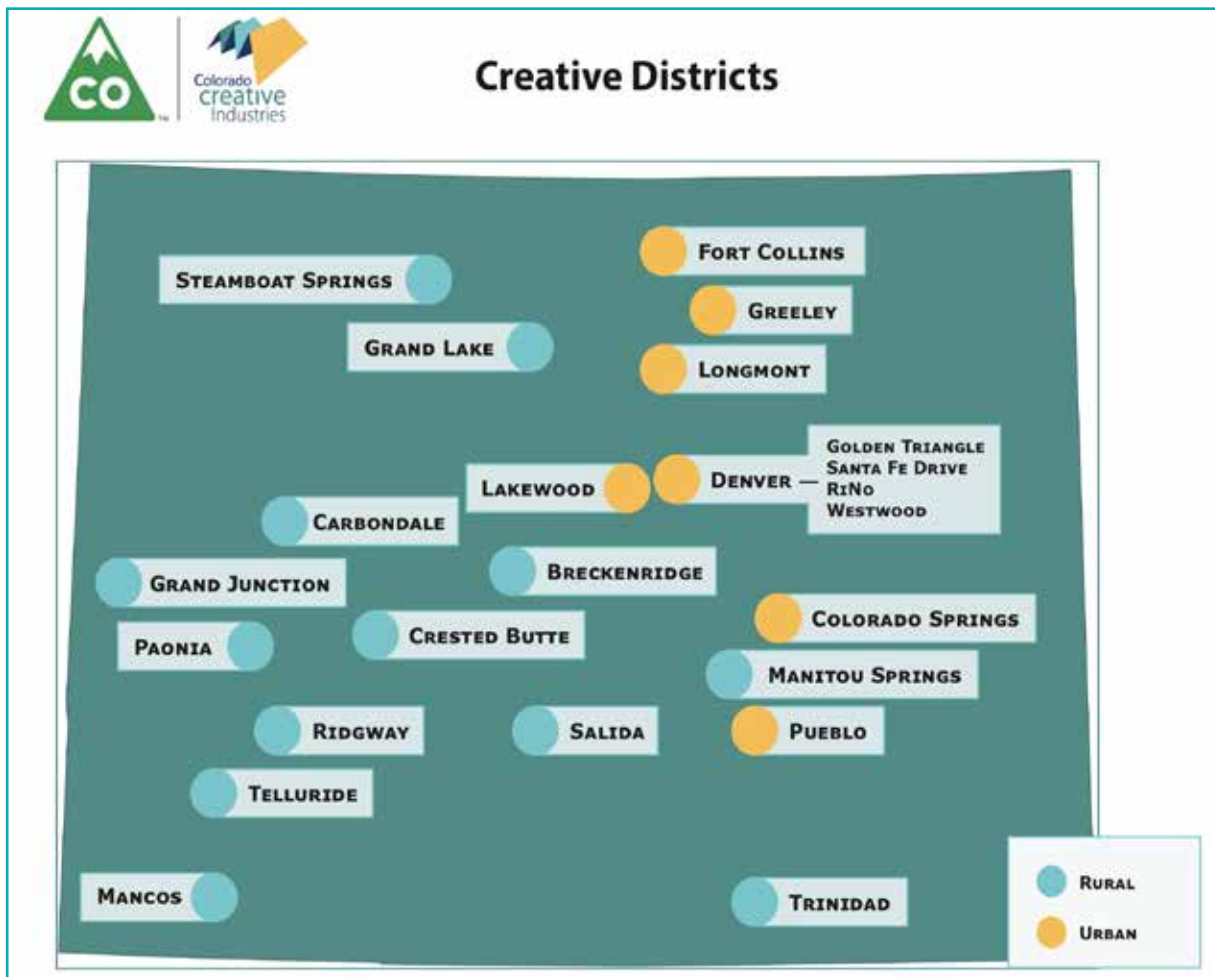 CO
TM
Colorado
creative
industries
Creative Districts
FORT COLLINS
STEAMBOAT SPRINGS
GREELEY
GRAND LAKE
LONGMONT
GOLDEN TRIANGLE
SANTA FE DRIVE
LAKEWOOD
DENVER —
RINO
WESTWOOD
CARBONDALE
BRECKENRIDGE
GRAND JUNCTION
COLORADO SPRINGS
CRESTED BUTTE
PAONIA
MANITOU SPRINGS
RIDGWAY
SALIDA
PUEBLO
TELLURIDE
RURAL
MANCOS
TRINIDAD
URBAN